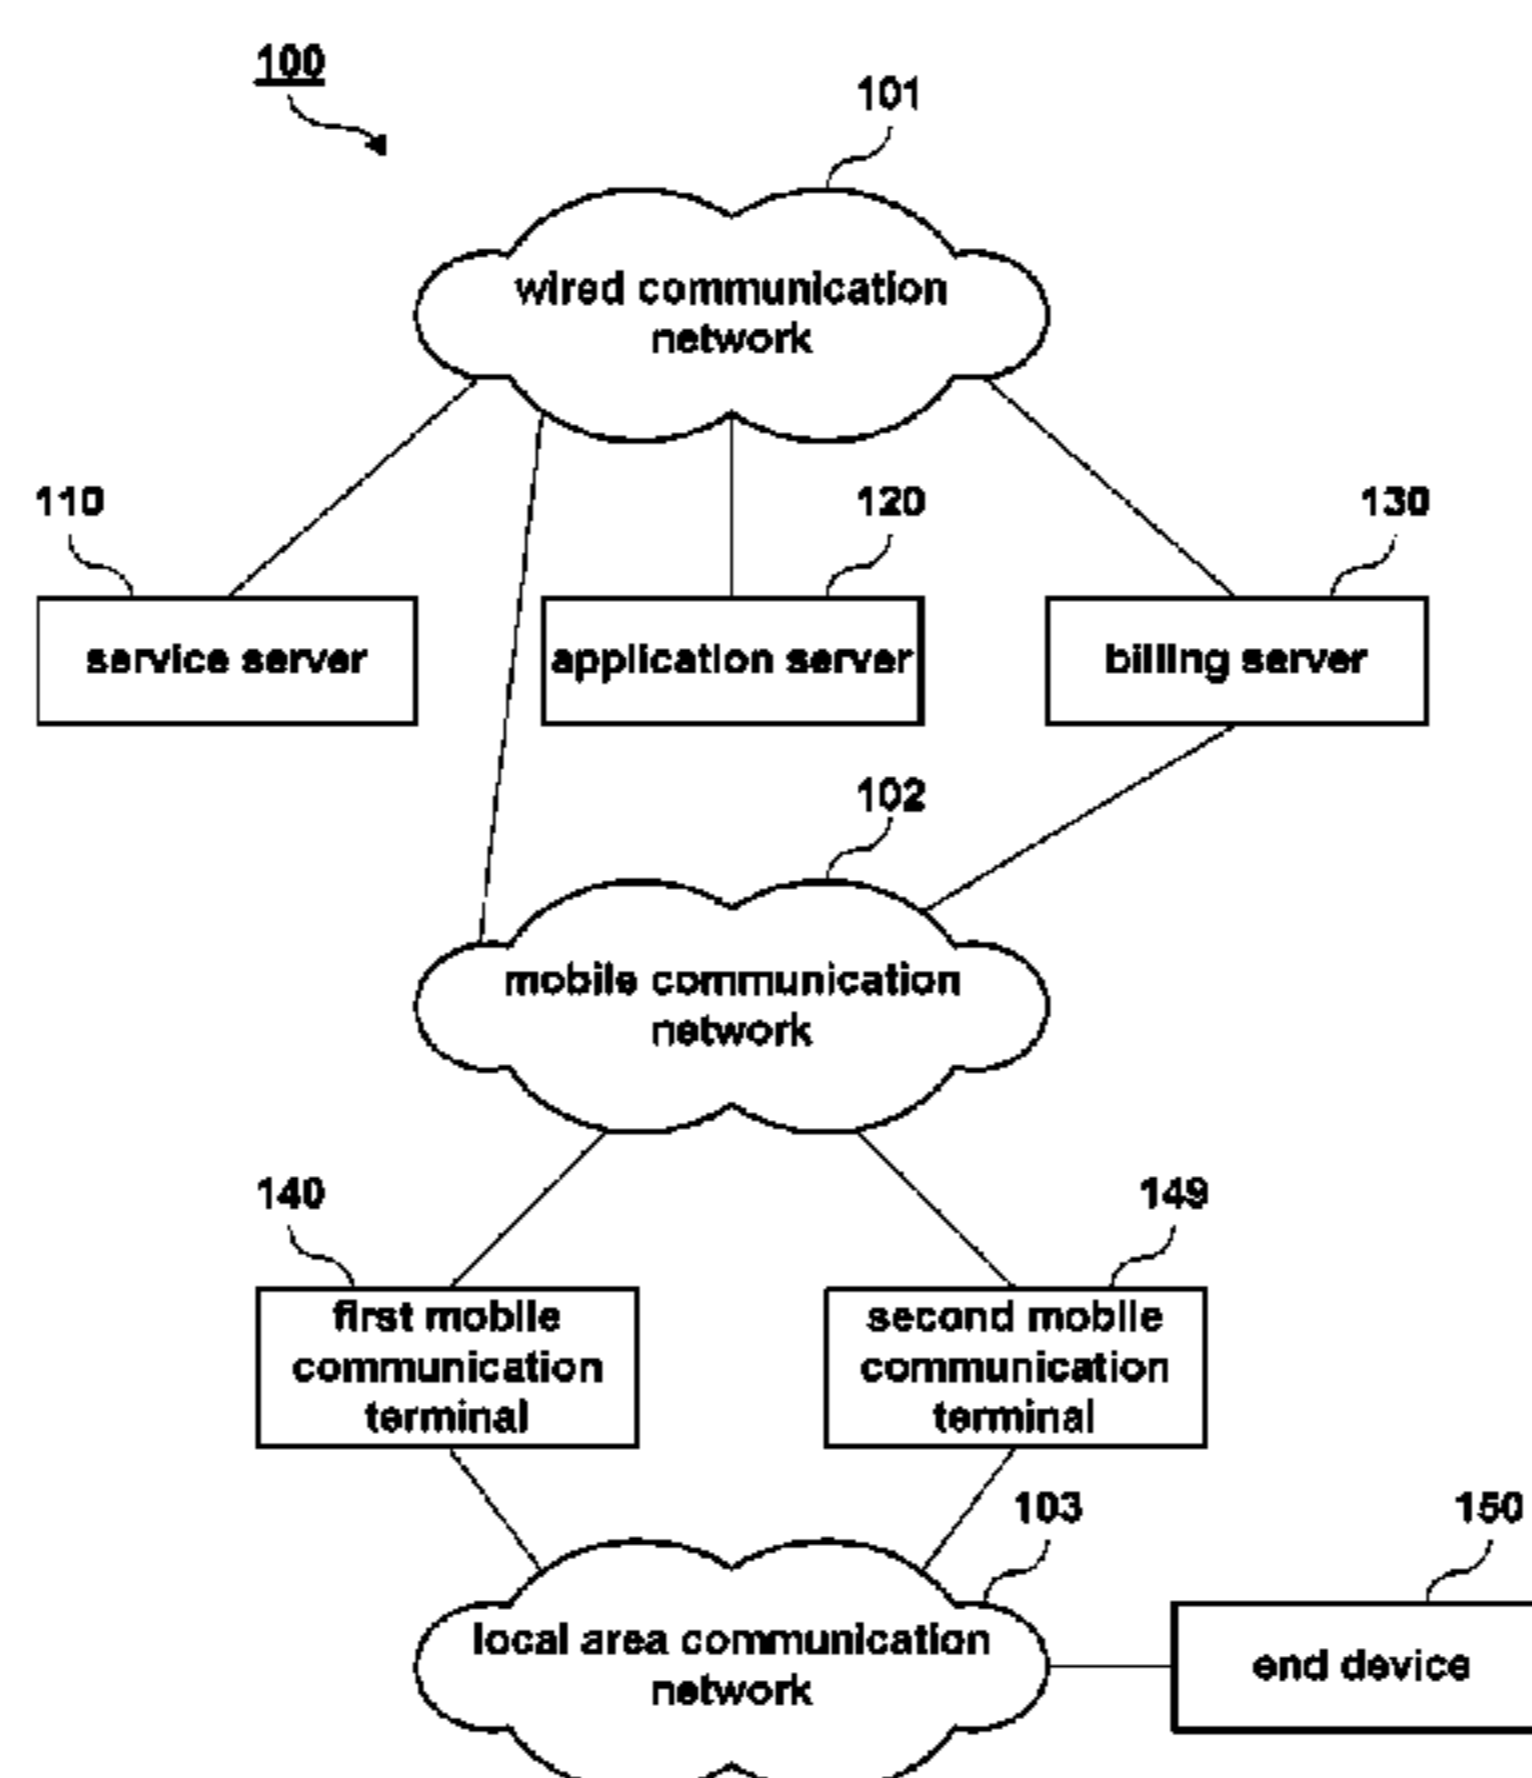 100
101
wired communication
network
110
120
130
service server
application server
billing server
102
mobile communication
network
140
149
first mobile
communication
terminal
second mobile
communication
terminal
103
150
local area communication
network
end device